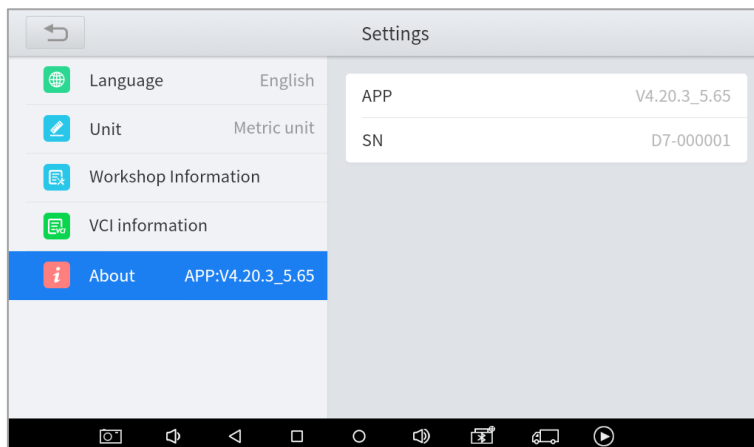 Settings
Language English
Unit Metric unit
Workshop Information
VCI information
About APP:V4.20.3_5.65
APP V4.20.3_5.65
SN D7-000001